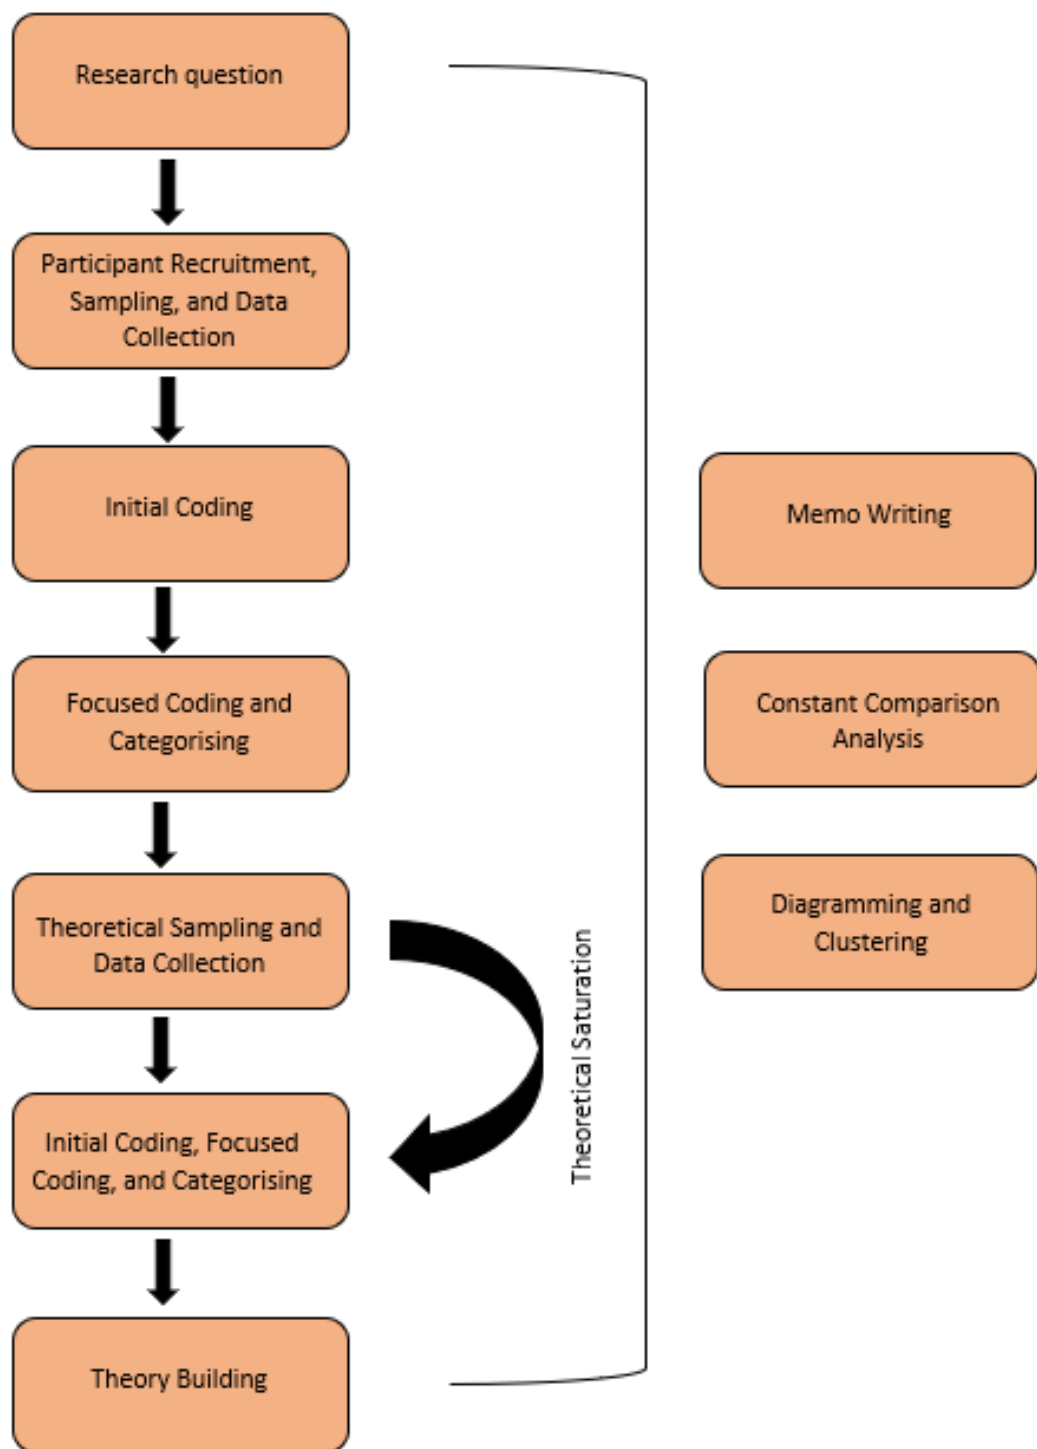 Research question
Participant Recruitment,
Sampling, and Data
Collection
Initial Coding
Focused Coding and
Categorising
Theoretical Sampling and
Data Collection
Initial Coding, Focused
Coding, and Categorising
Theory Building
Theoretical Saturation
Memo Writing
Constant Comparison
Analysis
Diagramming and
Clustering